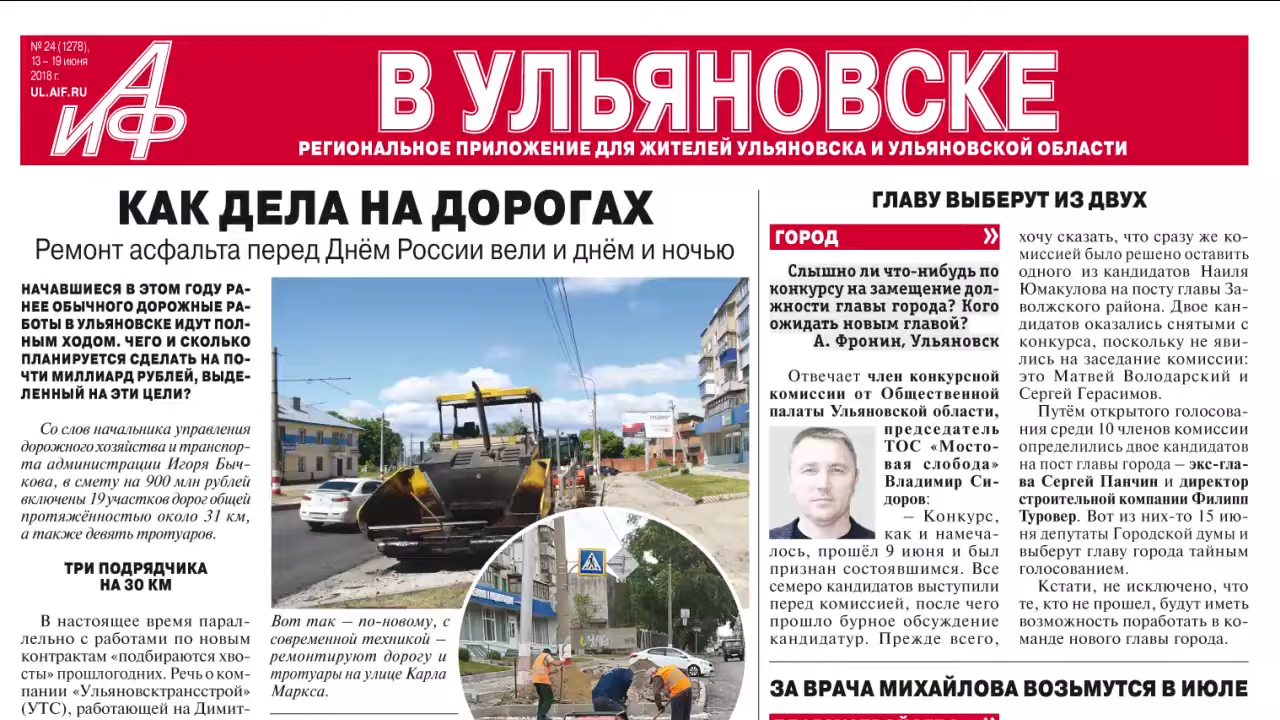 № 24 (1278),
13 – 19 июня
2018 г.
UL.AIF.RU
АиФ
В УЛЬЯНОВСКЕ
РЕГИОНАЛЬНОЕ ПРИЛОЖЕНИЕ ДЛЯ ЖИТЕЛЕЙ УЛЬЯНОВСКА И УЛЬЯНОВСКОЙ ОБЛАСТИ
КАК ДЕЛА НА ДОРОГАХ
Ремонт асфальта перед Днём России вели и днём и ночью
НАЧАВШИЕСЯ В ЭТОМ ГОДУ РА-
НЕЕ ОБЫЧНОГО ДОРОЖНЫЕ РА-
БОТЫ В УЛЬЯНОВСКЕ ИДУТ ПОЛ-
НЫМ ХОДОМ. ЧЕГО И СКОЛЬКО
ПЛАНИРУЕТСЯ СДЕЛАТЬ НА ПО-
ЧТИ МИЛЛИАРД РУБЛЕЙ, ВЫДЕ-
ЛЕННЫЙ НА ЭТИ ЦЕЛИ?
Со слов начальника управления
дорожного хозяйства и транспор-
та администрации Игоря Быч-
кова, в смету на 900 млн рублей
включены 19 участков дорог общей
протяжённостью около 31 км,
а также девять тротуаров.
ТРИ ПОДРЯДЧИКА
НА 30 КМ
В настоящее время парал-
лельно с работами по новым
контрактам «подбираются хво-
сты» прошлогодних. Речь о ком-
пании «Ульяновсктрансстрой»
(УТС), работающей на Димит-
Вот так – по-новому, с
современной техникой –
ремонтируют дорогу и
тротуары на улице Карла
Маркса.
ГЛАВУ ВЫБЕРУТ ИЗ ДВУХ
ГОРОД »
Слышно ли что-нибудь по
конкурсу на замещение дол-
жности главы города? Кого
ожидать новым главой?
А. Фронин, Ульяновск
Отвечает член конкурсной
комиссии от Общественной
палаты Ульяновской области,
председатель
ТОС «Мосто-
вая слобода»
Владимир Си-
доров:
– Конкурс,
как и намеча-
лось, прошёл 9 июня и был
признан состоявшимся. Все
семеро кандидатов выступили
перед комиссией, после чего
прошло бурное обсуждение
кандидатур. Прежде всего,
хочу сказать, что сразу же ко-
миссией было решено оставить
одного из кандидатов Наиля
Юмакулова на посту главы За-
волжского района. Двое кан-
дидатов оказались снятыми с
конкурса, поскольку не яви-
лись на заседание комиссии:
это Матвей Володарский и
Сергей Герасимов.
Путём открытого голосова-
ния среди 10 членов комиссии
определились двое кандидатов
на пост главы города – экс-гла-
ва Сергей Панчин и директор
строительной компании Филипп
Туровер. Вот из них-то 15 ию-
ня депутаты Городской думы и
выберут главу города тайным
голосованием.
Кстати, не исключено, что
те, кто не прошел, будут иметь
возможность поработать в ко-
манде нового главы города.
ЗА ВРАЧА МИХАЙЛОВА ВОЗЬМУТСЯ В ИЮЛЕ